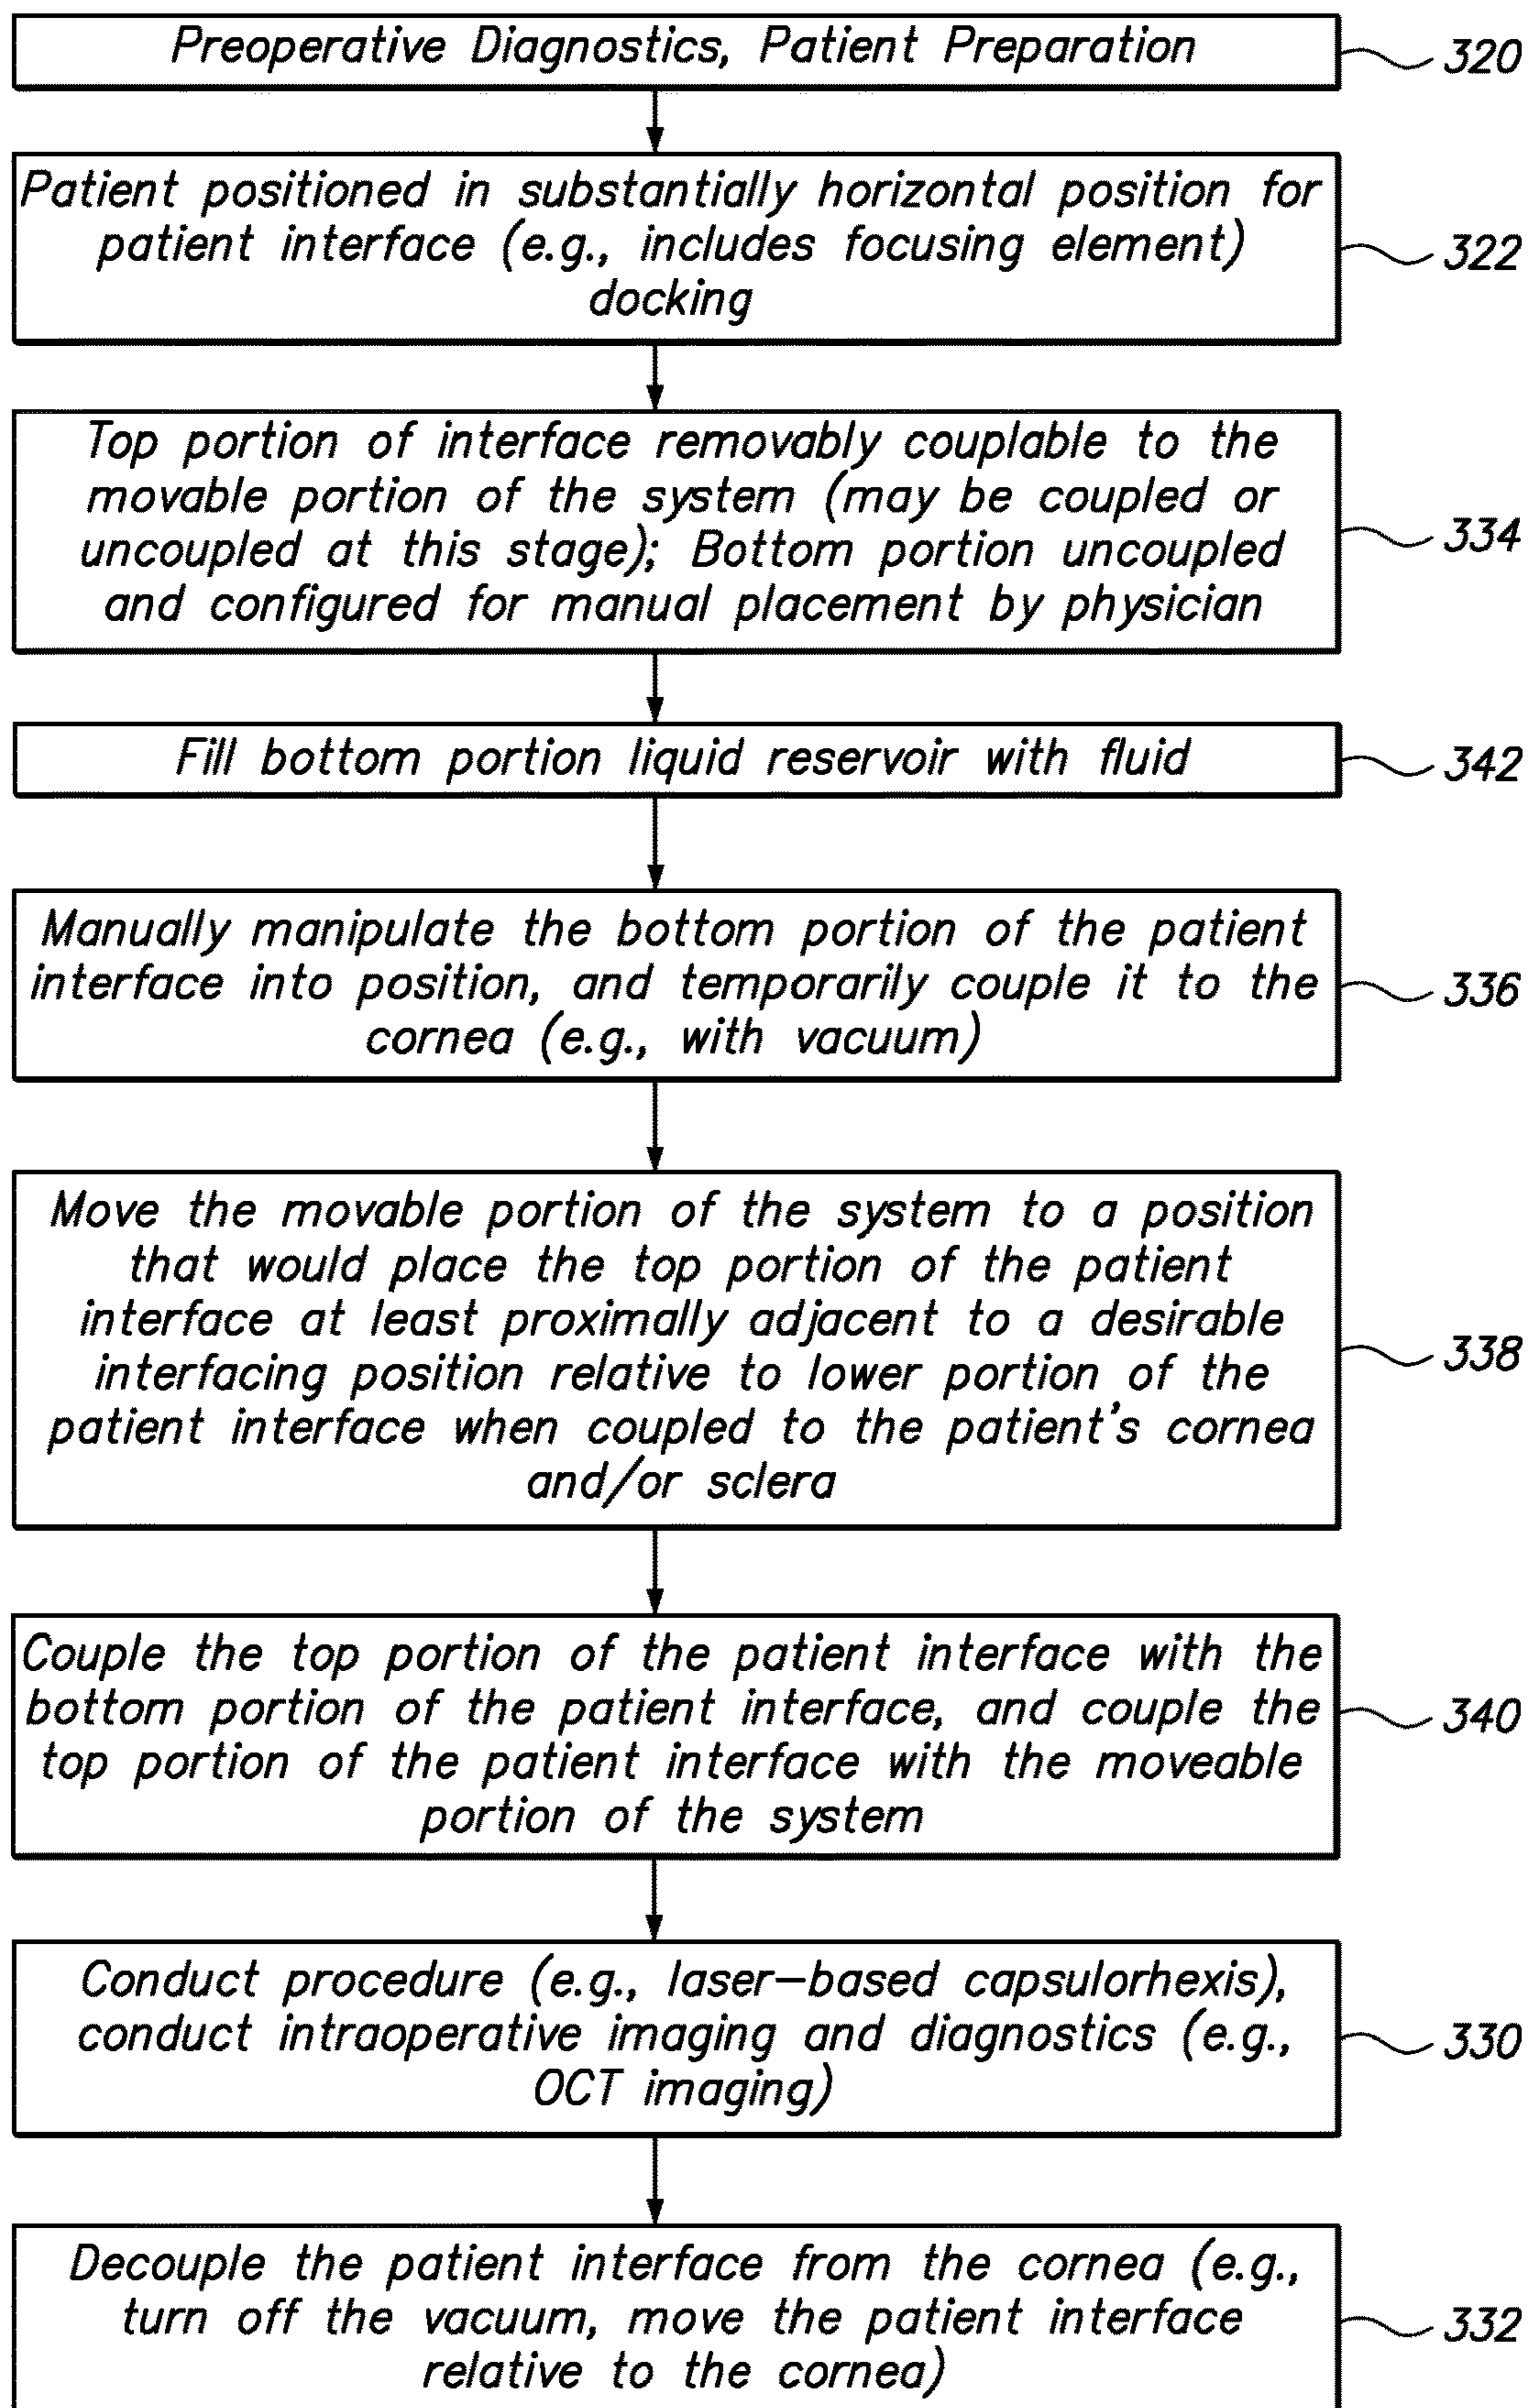 Preoperative Diagnostics, Patient Preparation
320
Patient positioned in substantially horizontal position for
patient interface (e.g., includes focusing element)
docking
322
Top portion of interface removably couplable to the
movable portion of the system (may be coupled or
uncoupled at this stage); Bottom portion uncoupled
and configured for manual placement by physician
334
Fill bottom portion liquid reservoir with fluid
342
Manually manipulate the bottom portion of the patient
interface into position, and temporarily couple it to the
cornea (e.g., with vacuum)
336
Move the movable portion of the system to a position
that would place the top portion of the patient
interface at least proximally adjacent to a desirable
interfacing position relative to lower portion of the
patient interface when coupled to the patient's cornea
and/or sclera
338
Couple the top portion of the patient interface with the
bottom portion of the patient interface, and couple the
top portion of the patient interface with the moveable
portion of the system
340
Conduct procedure (e.g., laser-based capsulorhexis),
conduct intraoperative imaging and diagnostics (e.g.,
OCT imaging)
330
Decouple the patient interface from the cornea (e.g.,
turn off the vacuum, move the patient interface
relative to the cornea)
332